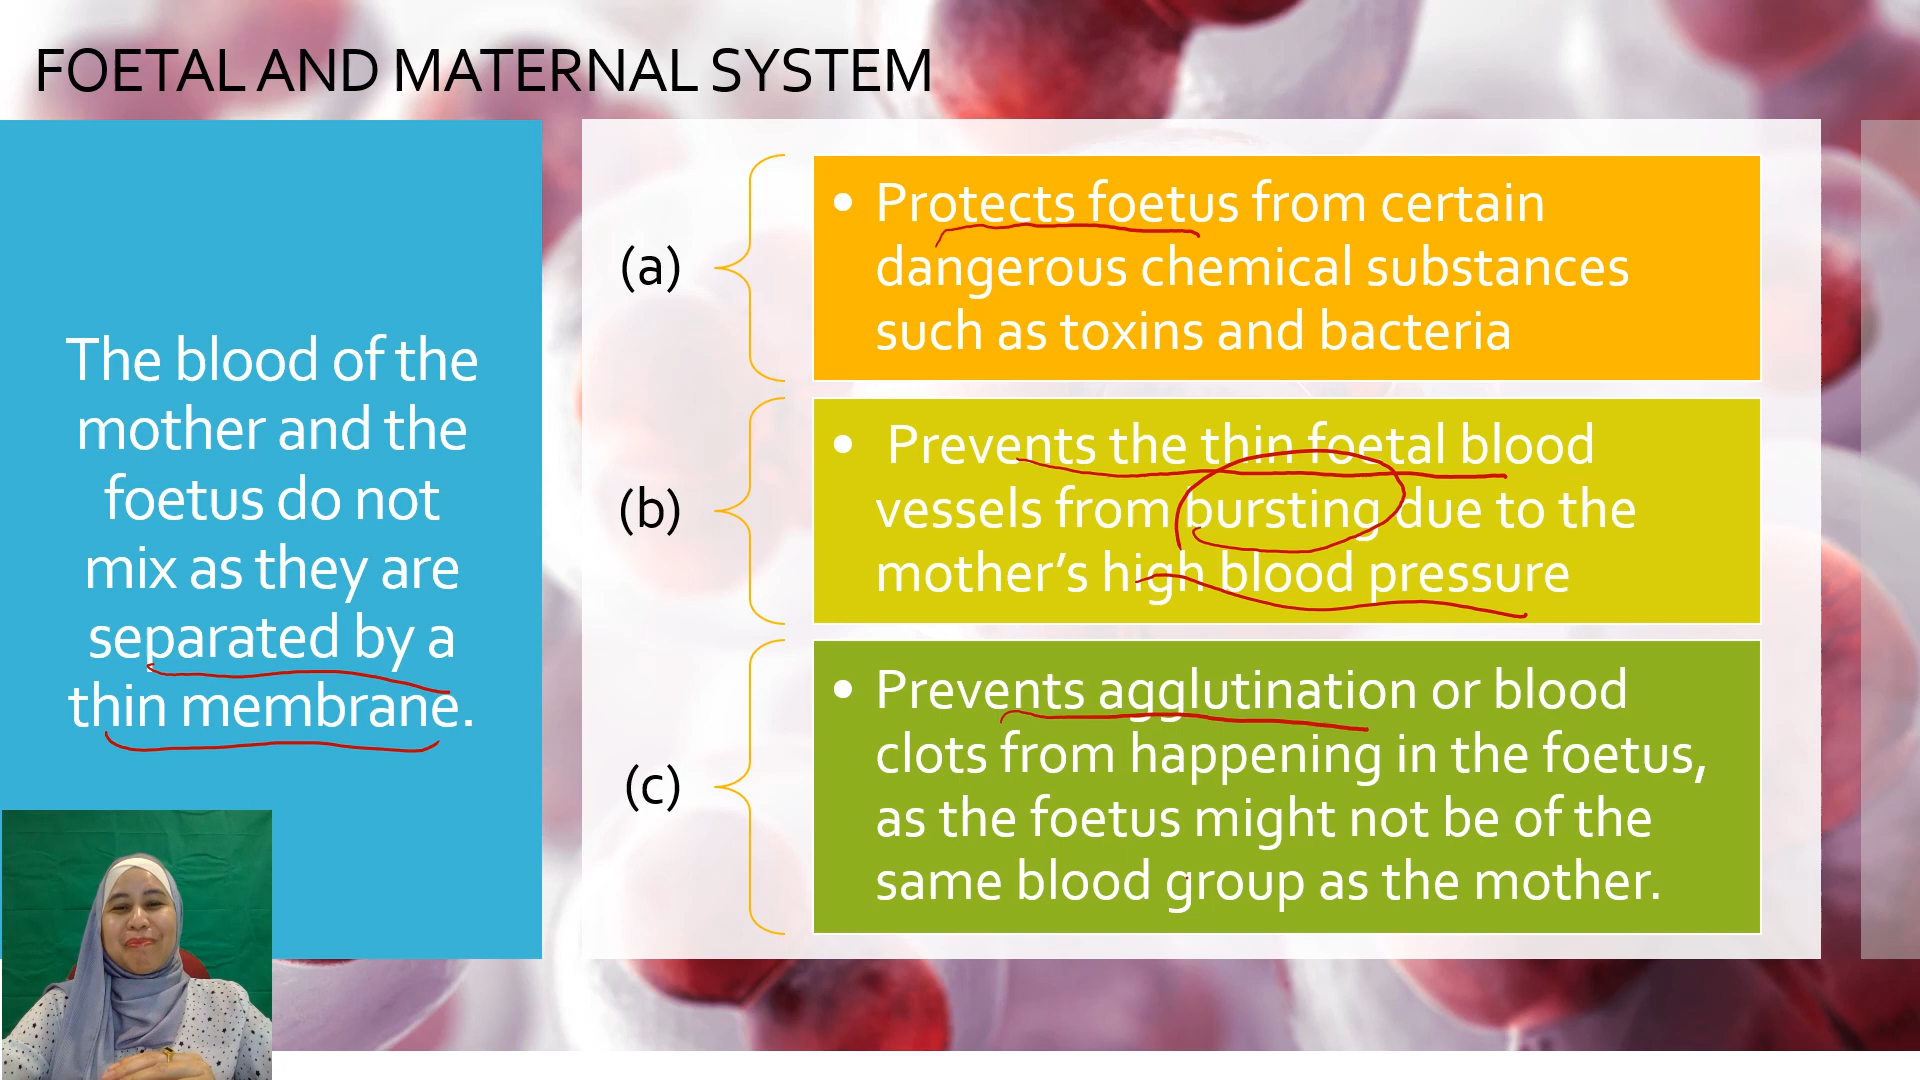 FOETAL AND MATERNAL SYSTEM
The blood of the
mother and the
foetus do not
mix as they are
separated by a
thin membrane.
(a)
• Protects foetus from certain
dangerous chemical substances
such as toxins and bacteria
(b)
• Prevents the thin foetal blood
vessels from bursting due to the
mother’s high blood pressure
(c)
• Prevents agglutination or blood
clots from happening in the foetus,
as the foetus might not be of the
same blood group as the mother.